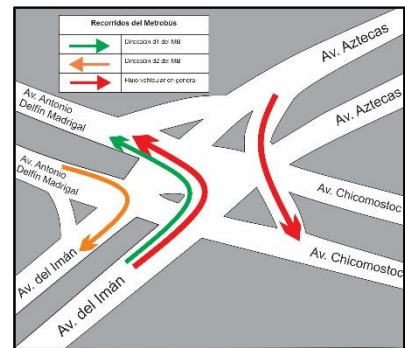 Recorridos del Metrobús
Dirección d1 del MB
Dirección d2 del MB
Flujo vehicular en general
Av. Aztecas
Av. Aztecas
Av. Antonio
Delfín Madrigal
Av. Antonio
Delfín Madrigal
Av. Chicomostoc
Av. Chicomostoc
Av. del Imán
Av. del Imán